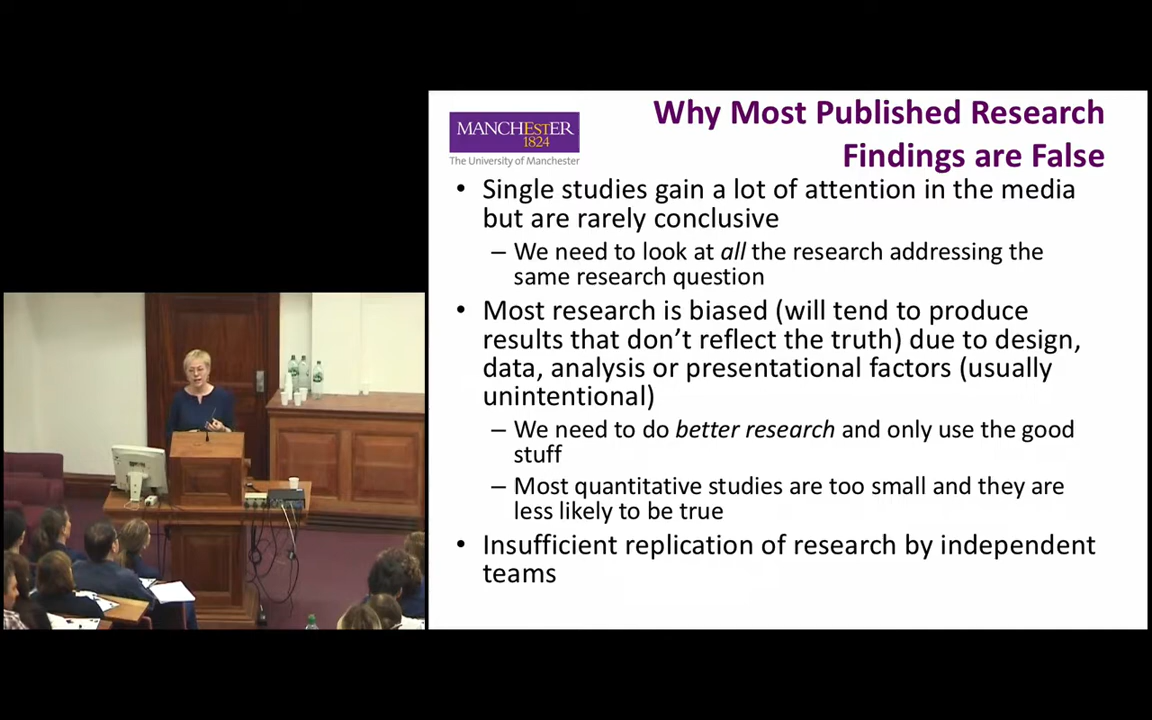 MANCHESTER
1824
The University of Manchester
Why Most Published Research
Findings are False
• Single studies gain a lot of attention in the media
but are rarely conclusive
– We need to look at all the research addressing the
same research question
• Most research is biased (will tend to produce
results that don’t reflect the truth) due to design,
data, analysis or presentational factors (usually
unintentional)
– We need to do better research and only use the good
stuff
– Most quantitative studies are too small and they are
less likely to be true
• Insufficient replication of research by independent
teams